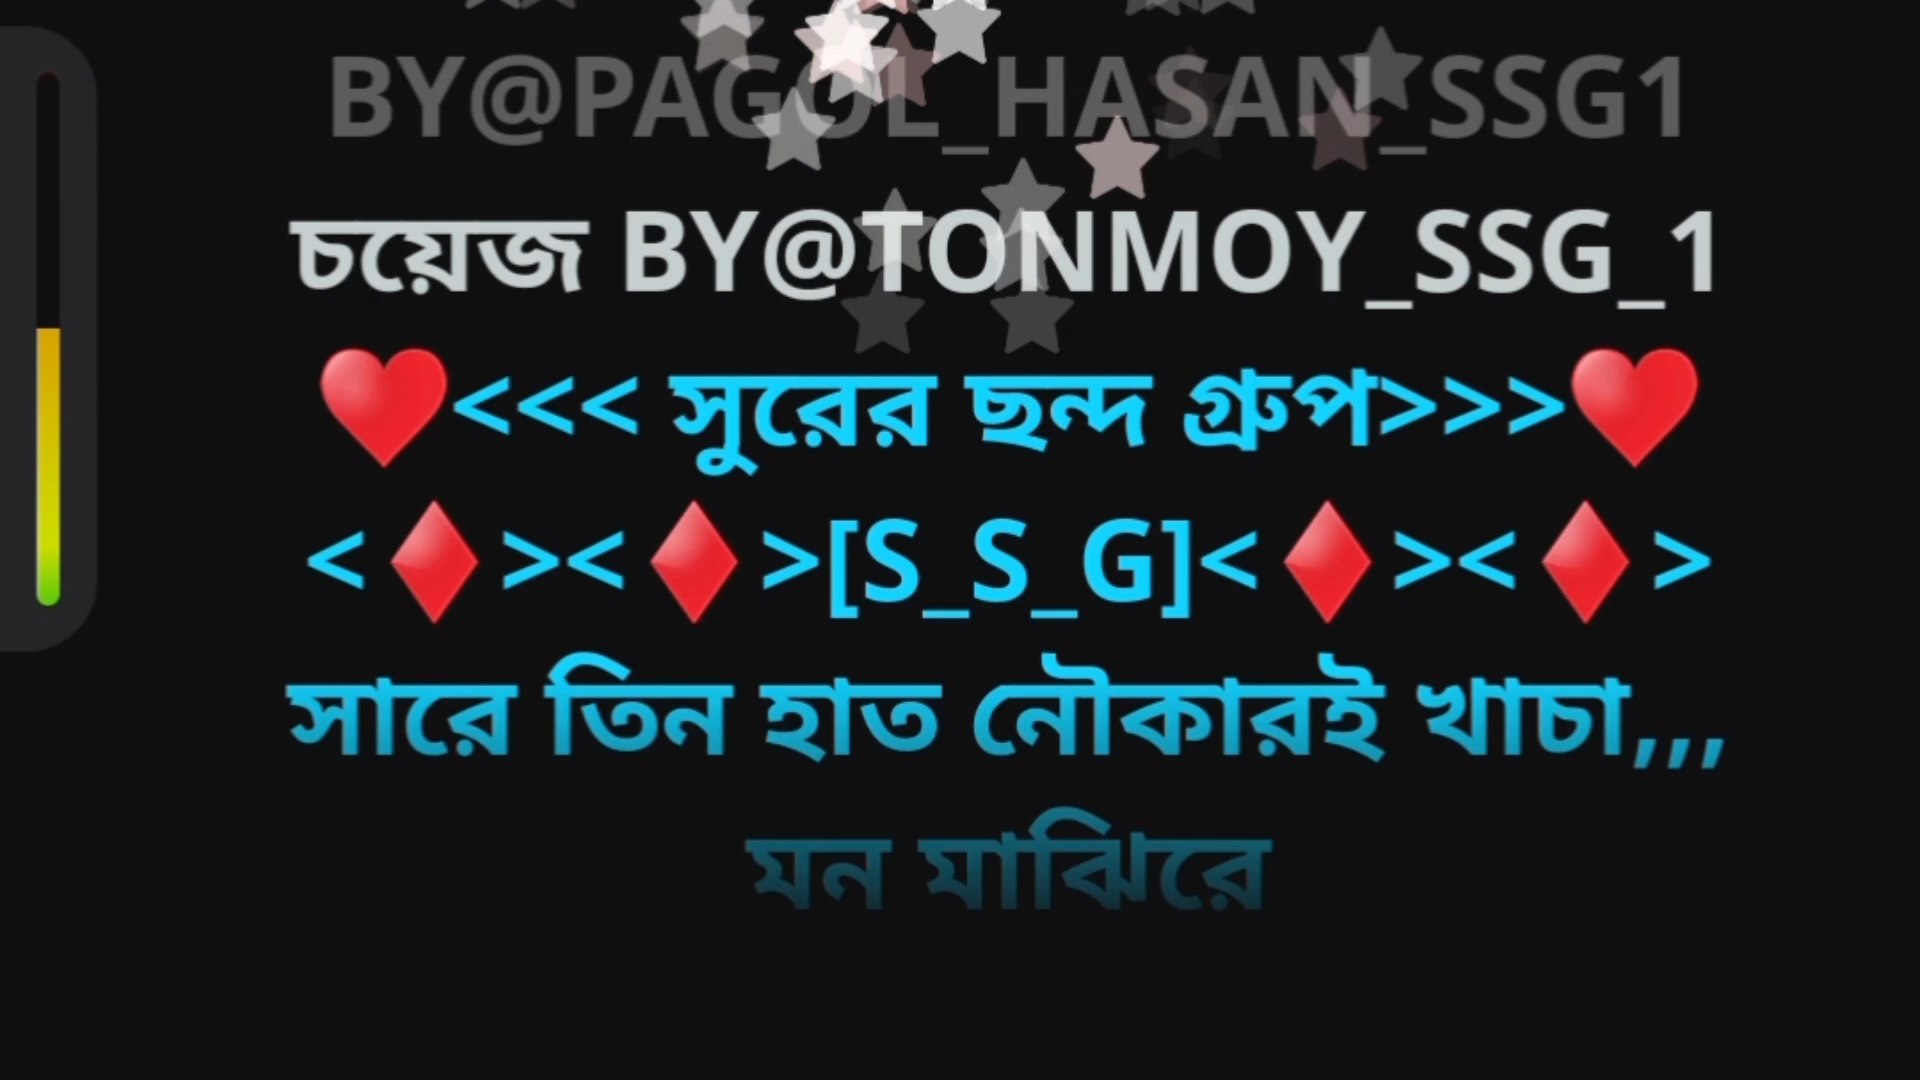 BY@PAGOL_HASAN_SSG1
চয়েজ BY@TONMOY_SSG_1
♥️<<< সুরের ছন্দ গ্রুপ>>>♥️
<♦️><♦️>[S_S_G]<♦️><♦️>
সারে তিন হাত নৌকারই খাচা,,,
মন মাঝিরে